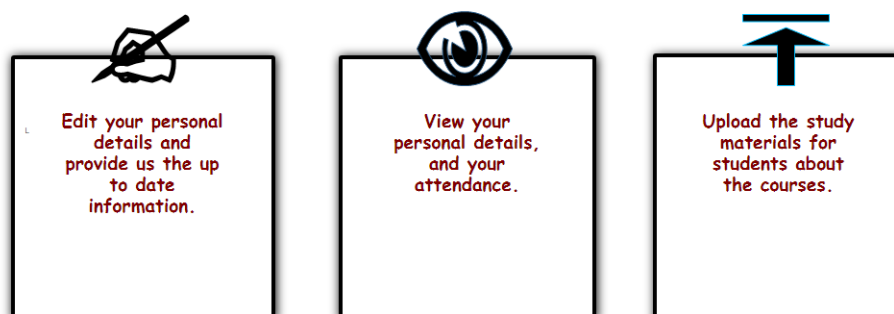 Edit your personal
details and
provide us the up
to date
information.
View your
personal details,
and your
attendance.
Upload the study
materials for
students about
the courses.